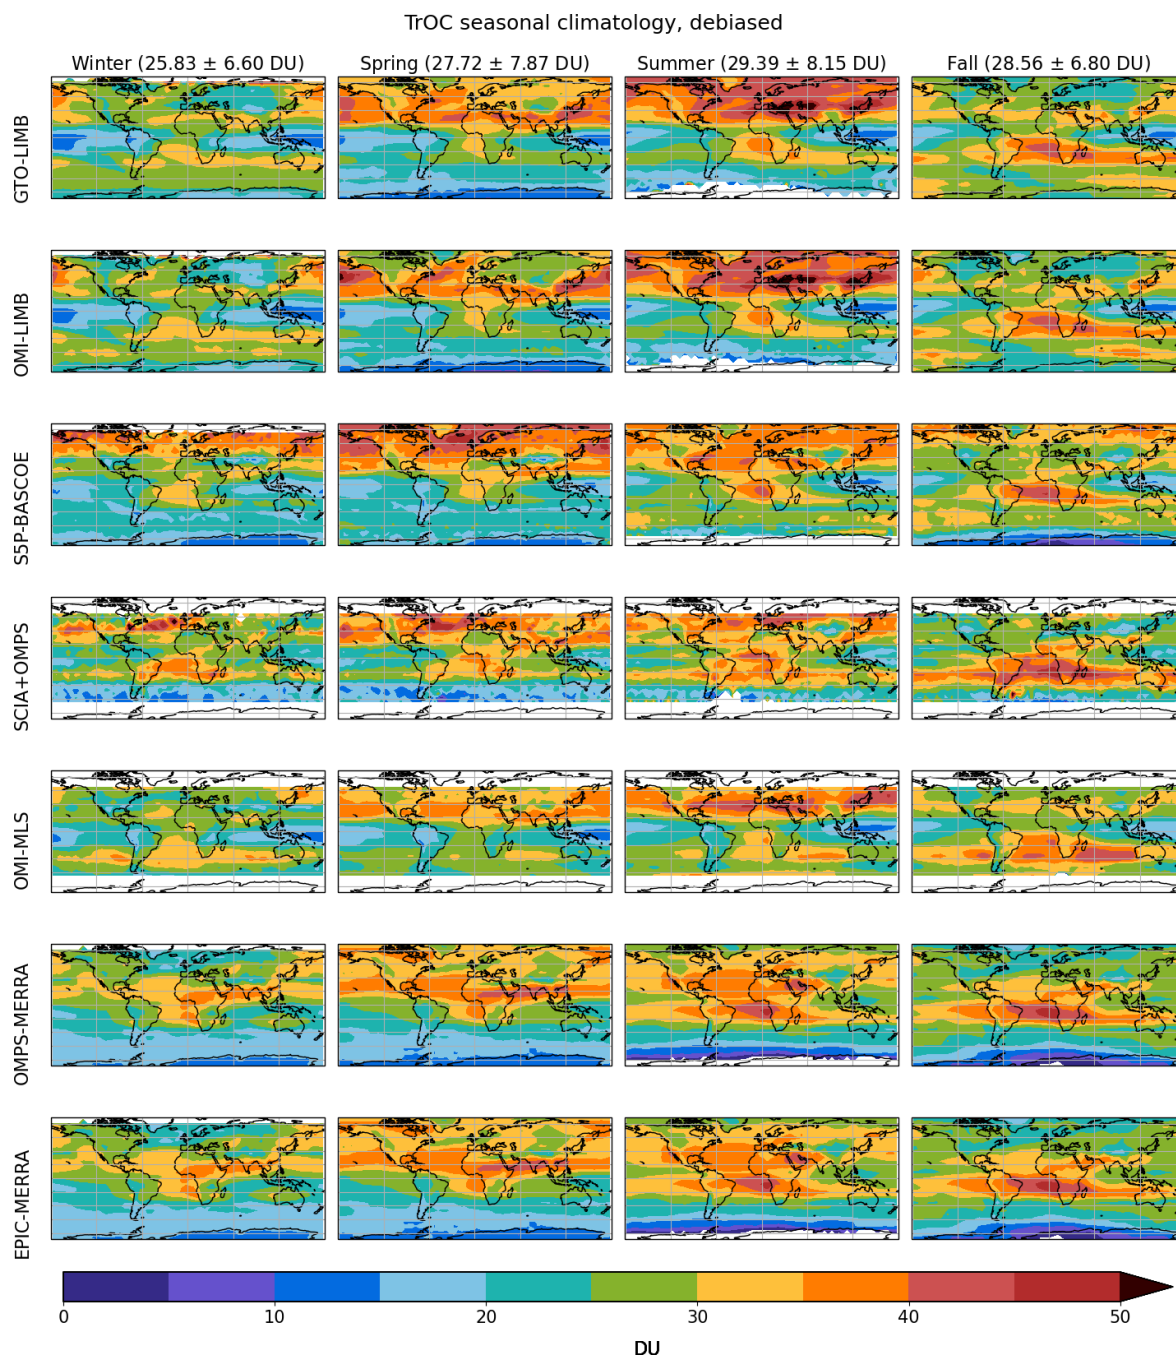 TrOC seasonal climatology, debiased
Winter (25.83 ± 6.60 DU)
Spring (27.72 ± 7.87 DU)
Summer (29.39 ± 8.15 DU)
Fall (28.56 ± 6.80 DU)
GTO-LIMB
OMI-LIMB
S5P-BASCOE
SCIA+OMPS
OMI-MLS
OMPS-MERRA
EPIC-MERRA
0 10 20 30 40 50
DU